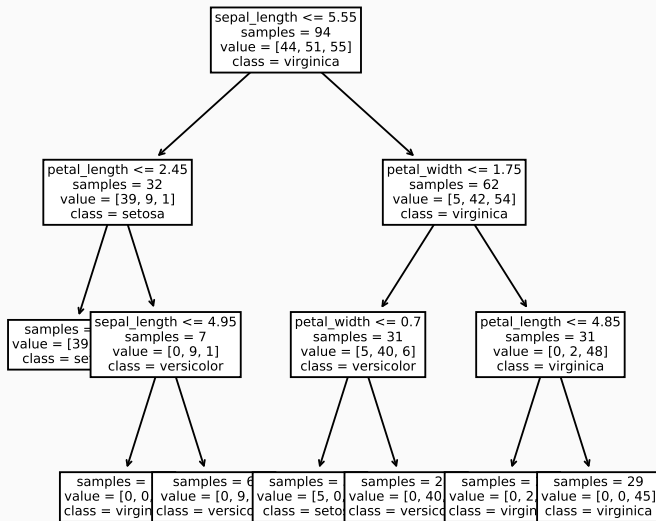 sepal_length <= 5.55
samples = 94
value = [44, 51, 55]
class = virginica
petal_length <= 2.45
samples = 32
value = [39, 9, 1]
class = setosa
petal_width <= 1.75
samples = 62
value = [5, 42, 54]
class = virginica
samples =
value = [39
class = se
sepal_length <= 4.95
samples = 7
value = [0, 9, 1]
class = versicolor
petal_width <= 0.7
samples = 31
value = [5, 40, 6]
class = versicolor
petal_length <= 4.85
samples = 31
value = [0, 2, 48]
class = virginica
samples =
value = [0, 0,
class = virgin
samples = 6
value = [0, 9,
class = versic
samples =
value = [5, 0,
class = seto
samples = 2
value = [0, 40,
class = versic
samples =
value = [0, 2,
class = virgin
samples = 29
value = [0, 0, 45]
class = virginica